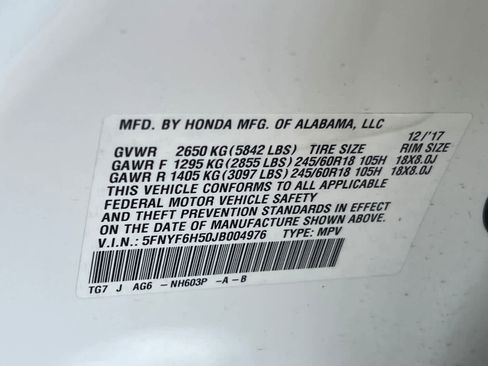 MFD. BY HONDA MFG. OF ALABAMA, LLC 12/'17
GVWR 2650 KG (5842 LBS) TIRE SIZE RIM SIZE
GAWR F 1295 KG (2855 LBS) 245/60R18 105H 18X8.0J
GAWR R 1405 KG (3097 LBS) 245/60R18 105H 18X8.0J
THIS VEHICLE CONFORMS TO ALL APPLICABLE
FEDERAL MOTOR VEHICLE SAFETY
AND THEFT PREVENTION STANDARDS IN EFFECT
ON THE DATE OF MANUFACTURE SHOWN ABOVE.
V.I.N.: 5FNYF6H50JB004976 TYPE: MPV
TG7 J AG6 - NH603P -A-B